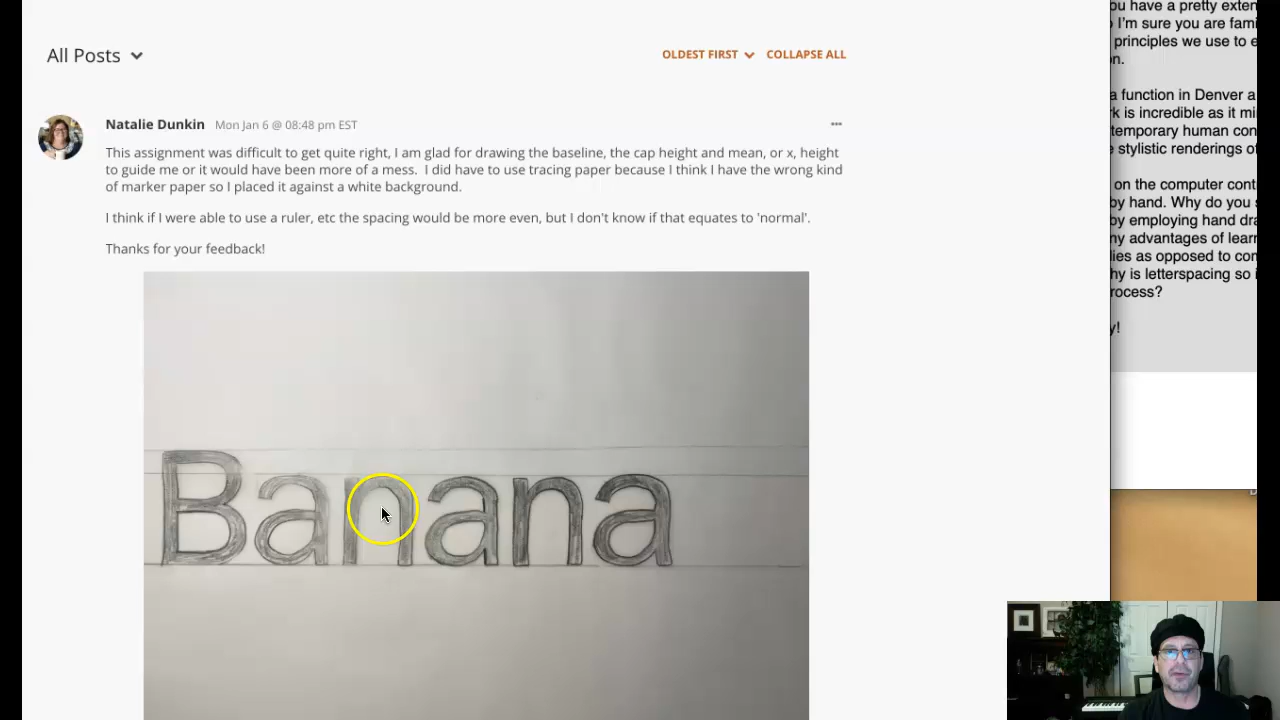 All Posts
OLDEST FIRST
COLLAPSE ALL
Natalie Dunkin Mon Jan 6 @ 08:48 pm EST
This assignment was difficult to get quite right, I am glad for drawing the baseline, the cap height and mean, or x, height
to guide me or it would have been more of a mess. I did have to use tracing paper because I think I have the wrong kind
of marker paper so I placed it against a white background.
I think if I were able to use a ruler, etc the spacing would be more even, but I don't know if that equates to 'normal'.
Thanks for your feedback!
Banana
ou have a pretty exten
I'm sure you are fami
principles we use to e
n.
a function in Denver a
rk is incredible as it mi
temporary human con
stylistic renderings of
on the computer cont
by hand. Why do you s
by employing hand dra
ny advantages of learn
lies as opposed to com
hy is letterspacing so i
rocess?
y!